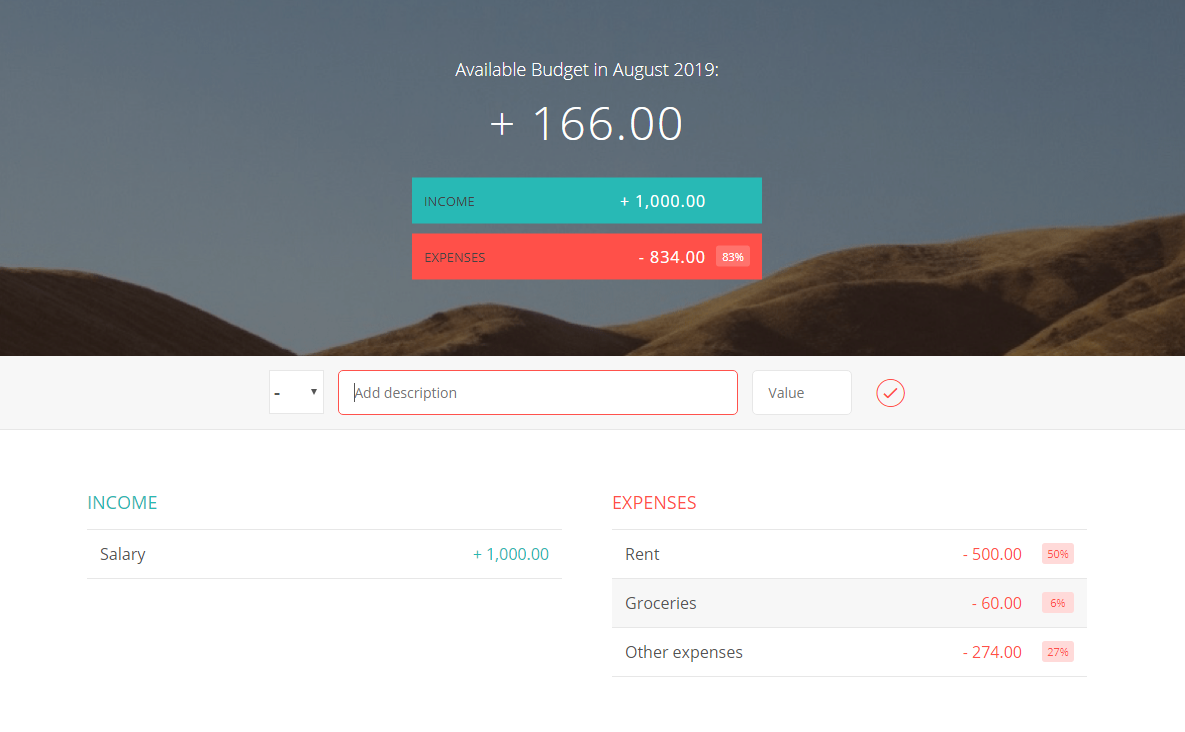 Available Budget in August 2019:
+ 166.00
INCOME + 1,000.00
EXPENSES - 834.00 83%
- Add description Value
INCOME
Salary + 1,000.00
EXPENSES
Rent - 500.00 50%
Groceries - 60.00 6%
Other expenses - 274.00 27%